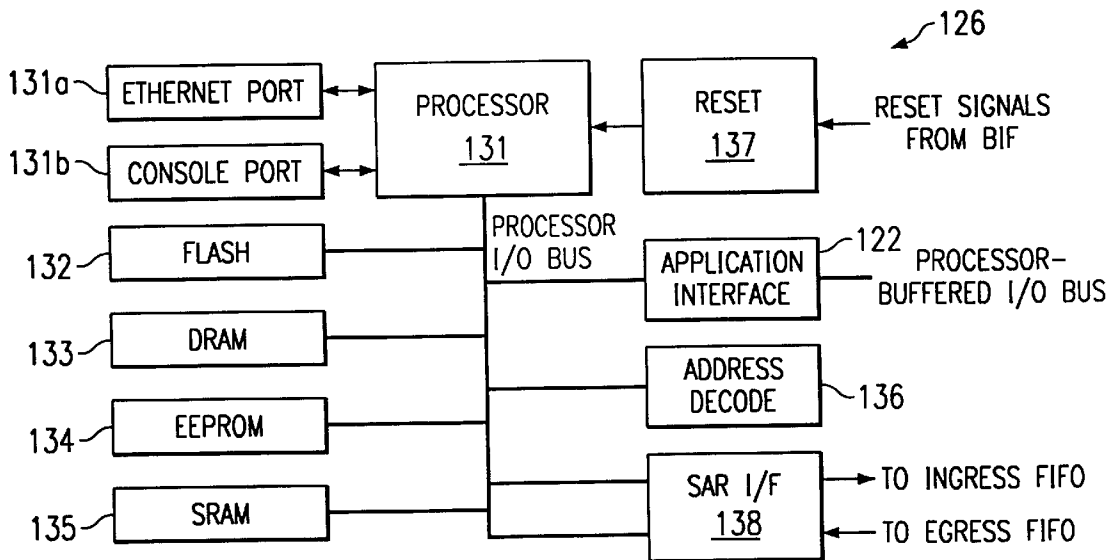 126
131a
ETHERNET PORT
PROCESSOR
131
RESET
137
RESET SIGNALS
FROM BIF
131b
CONSOLE PORT
PROCESSOR
I/O BUS
132
FLASH
122
APPLICATION
INTERFACE
PROCESSOR-
BUFFERED I/O BUS
133
DRAM
ADDRESS
DECODE
136
134
EEPROM
SAR I/F
138
TO INGRESS FIFO
TO EGRESS FIFO
135
SRAM